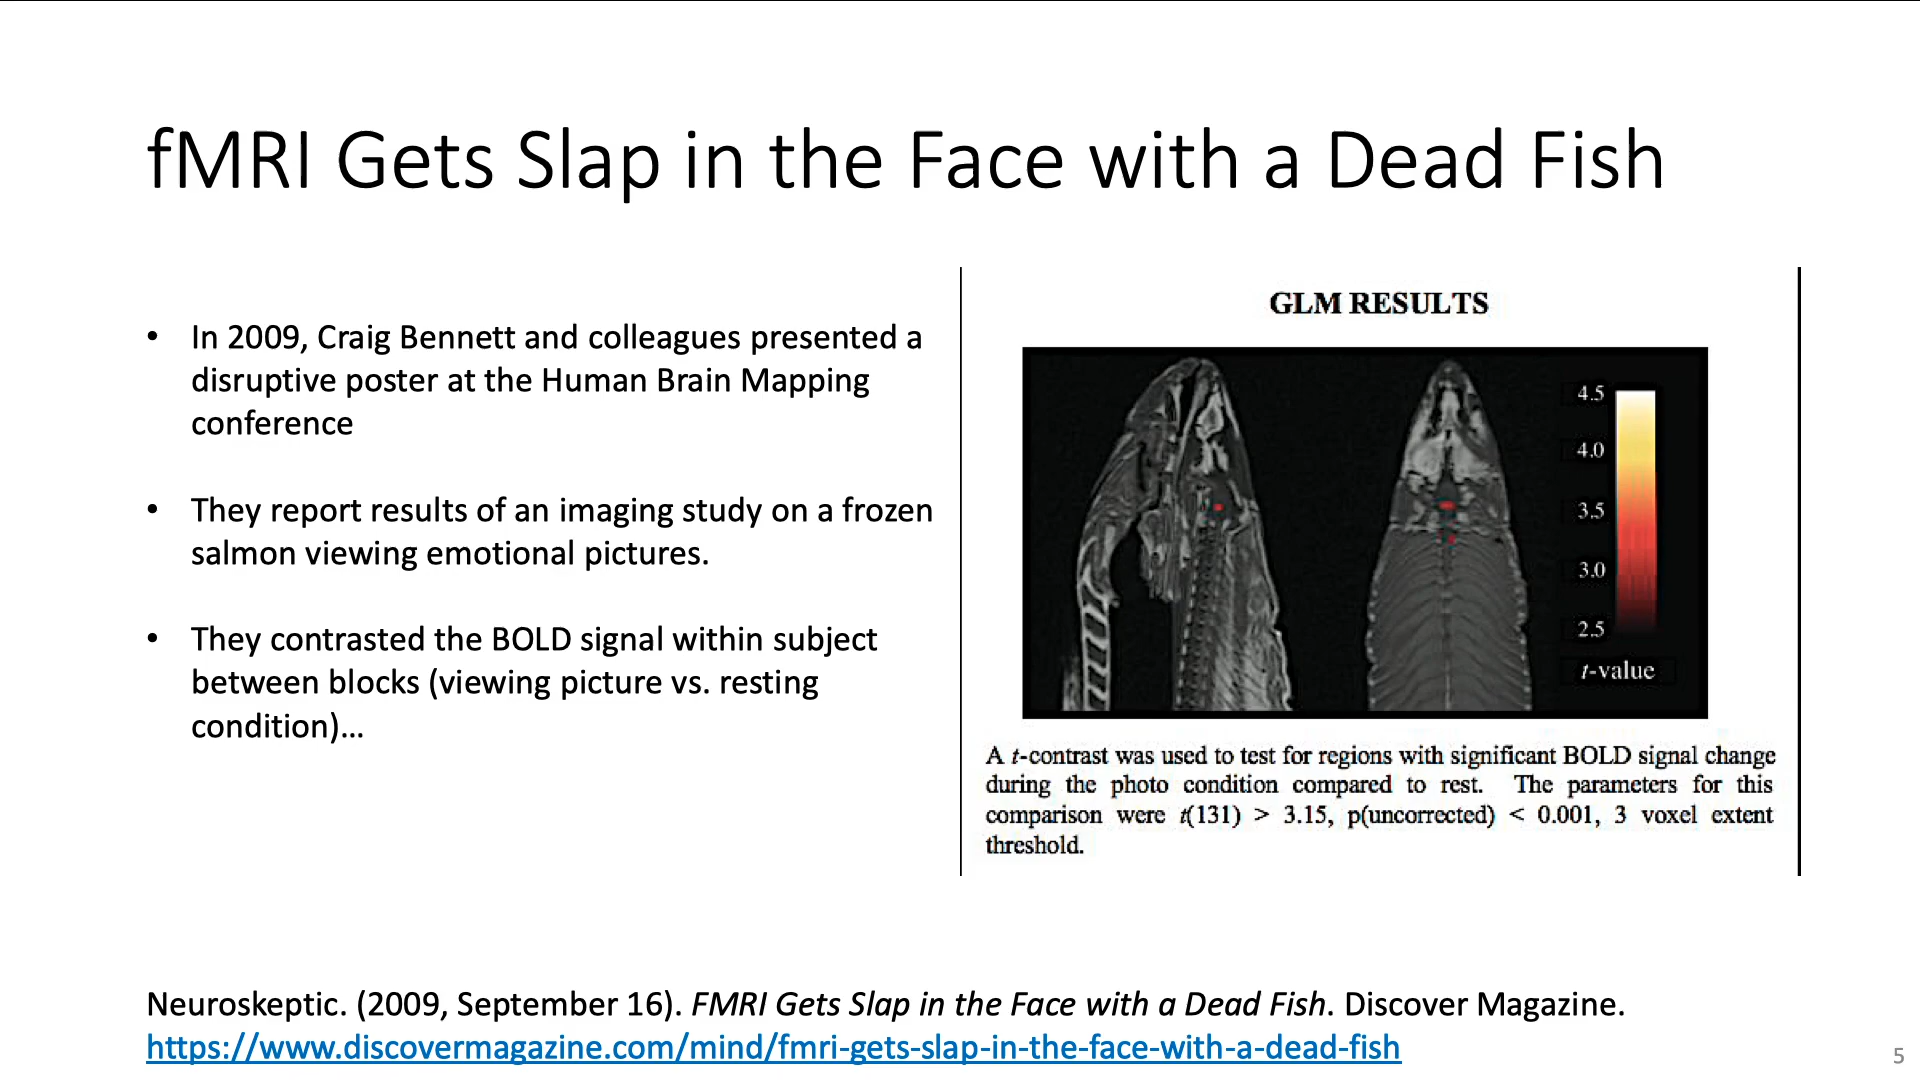 fMRI Gets Slap in the Face with a Dead Fish
• In 2009, Craig Bennett and colleagues presented a
disruptive poster at the Human Brain Mapping
conference
• They report results of an imaging study on a frozen
salmon viewing emotional pictures.
• They contrasted the BOLD signal within subject
between blocks (viewing picture vs. resting
condition)…
GLM RESULTS
4.5
4.0
3.5
3.0
2.5
t-value
A t-contrast was used to test for regions with significant BOLD signal change
during the photo condition compared to rest. The parameters for this
comparison were t(131) > 3.15, p(uncorrected) < 0.001, 3 voxel extent
threshold.
Neuroskeptic. (2009, September 16). FMRI Gets Slap in the Face with a Dead Fish. Discover Magazine.
https://www.discovermagazine.com/mind/fmri-gets-slap-in-the-face-with-a-dead-fish
5